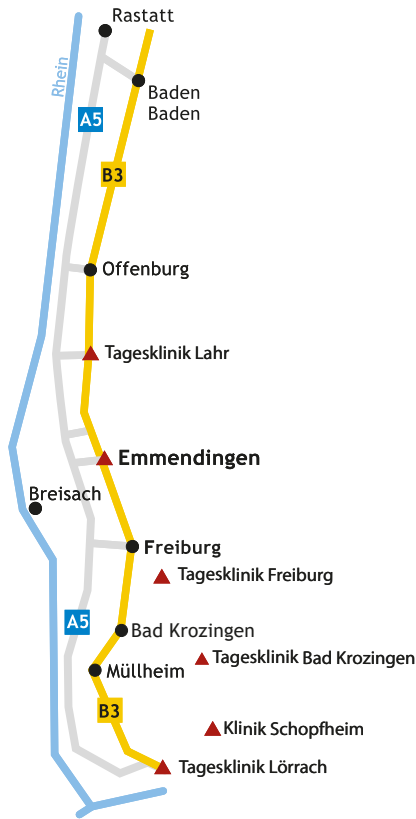 Rastatt
Rhein
Baden
Baden
A5
B3
Offenburg
Tagesklinik Lahr
Emmendingen
Breisach
Freiburg
Tagesklinik Freiburg
A5
Bad Krozingen
Tagesklinik Bad Krozingen
Müllheim
B3
Klinik Schopfheim
Tagesklinik Lörrach